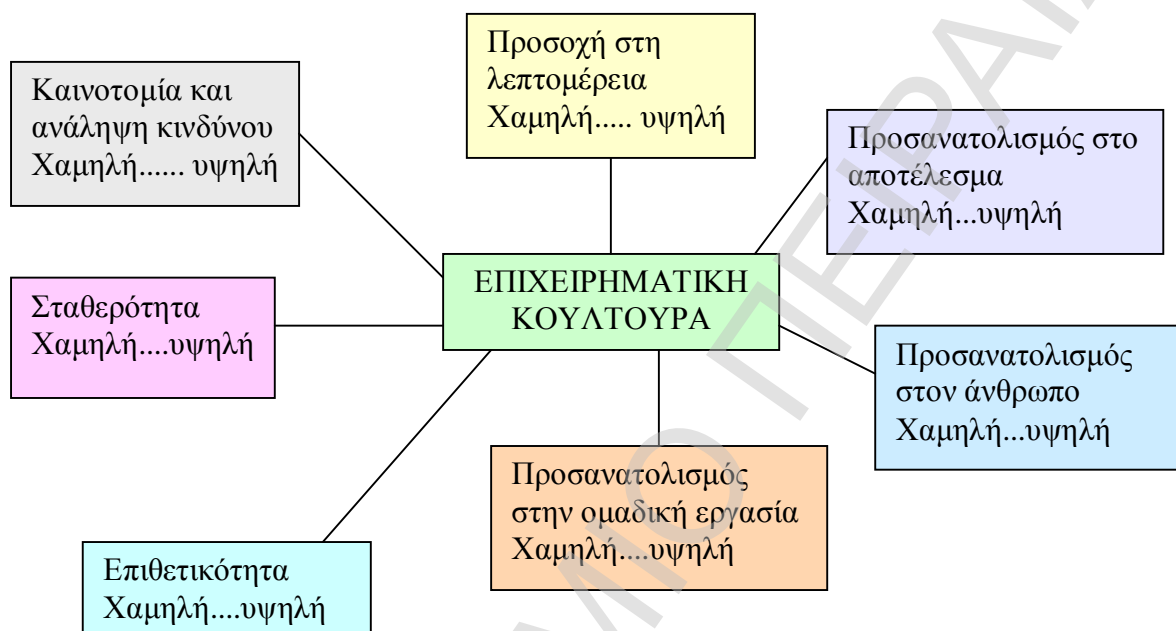 Προσοχή στη
λεπτομέρεια
Χαμηλή..... υψηλή
Καινοτομία και
ανάληψη κινδύνου
Χαμηλή...... υψηλή
Προσανατολισμός στο
αποτέλεσμα
Χαμηλή...υψηλή
ΕΠΙΧΕΙΡΗΜΑΤΙΚΗ
ΚΟΥΛΤΟΥΡΑ
Σταθερότητα
Χαμηλή....υψηλή
Προσανατολισμός
στον άνθρωπο
Χαμηλή...υψηλή
Προσανατολισμός
στην ομαδική εργασία
Χαμηλή....υψηλή
Επιθετικότητα
Χαμηλή....υψηλή